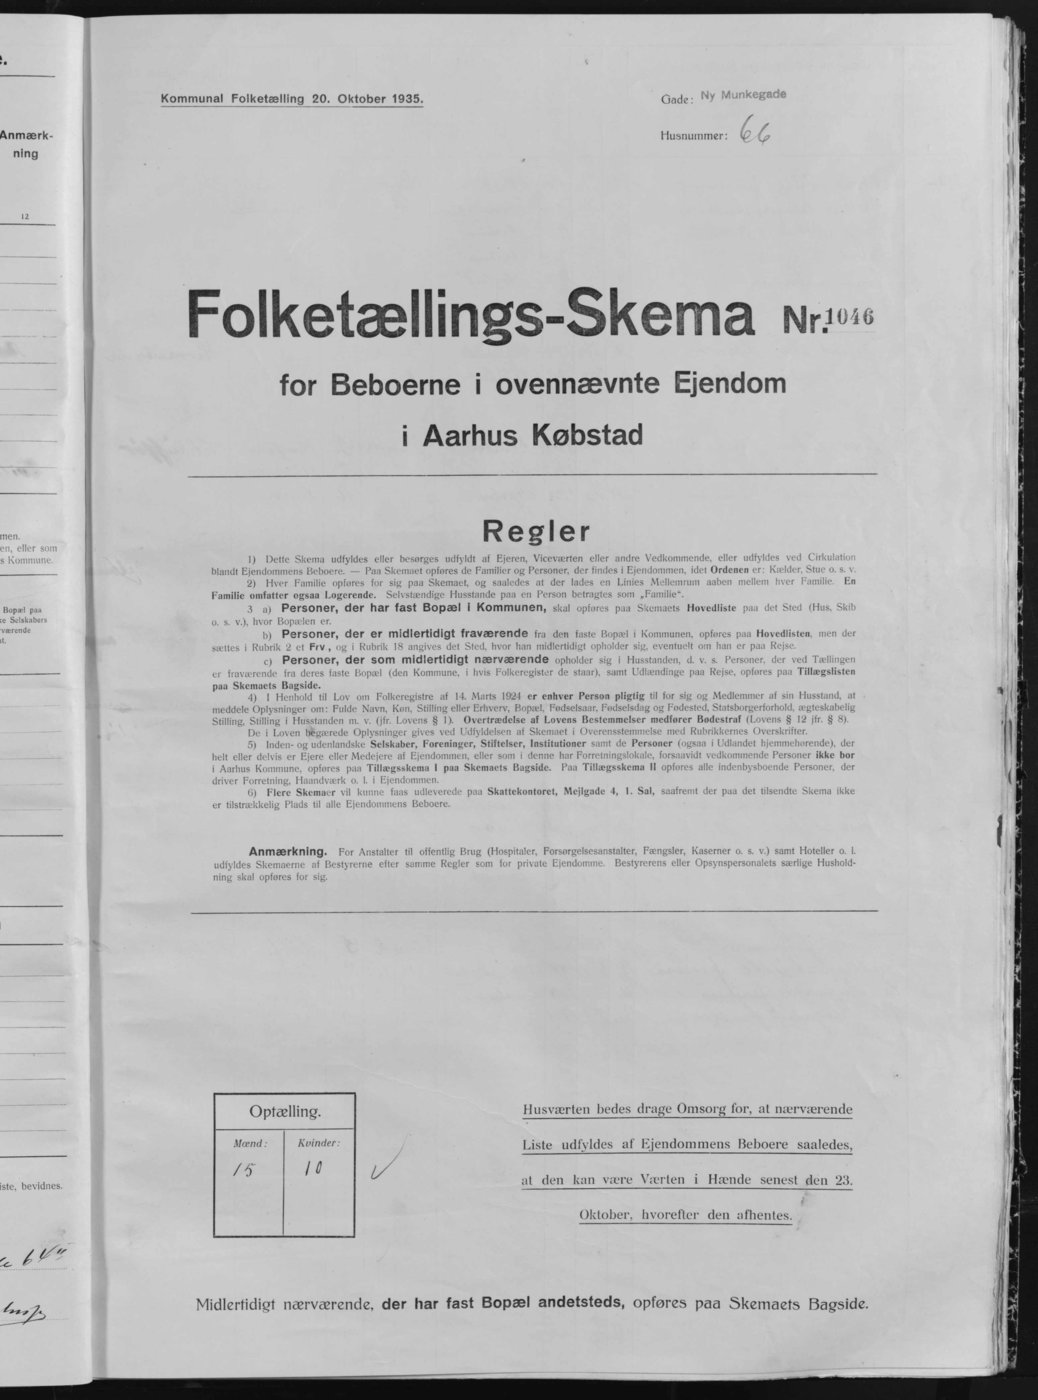 e.
Anmærk-
ning
12
men.
en, eller som
s Kommune.
Bopæl paa
ke Selskabers
værende
iste, bevidnes.
Kommunal Folketælling 20. Oktober 1935.
Gade: Ny Munkegade
Husnummer: 66
Folketællings-Skema Nr. 1046
for Beboerne i ovennævnte Ejendom
i Aarhus Købstad
Regler
1) Dette Skema udfyldes eller besørges udfyldt af Ejeren, Viceværten eller andre Vedkommende, eller udfyldes ved Cirkulation
blandt Ejendommens Beboere. — Paa Skemaet opføres de Familier og Personer, der findes i Ejendommen, idet Ordenen er: Kælder, Stue o. s. v.
2) Hver Familie opføres for sig paa Skemaet, og saaledes at der lades en Linies Mellemrum aaben mellem hver Familie. En
Familie omfatter ogsaa Logerende. Selvstændige Husstande paa en Person betragtes som „Familie“.
3 a) Personer, der har fast Bopæl i Kommunen, skal opføres paa Skemaets Hovedliste paa det Sted (Hus, Skib
o. s. v.), hvor Bopælen er.
b) Personer, der er midlertidigt fraværende fra den faste Bopæl i Kommunen, opføres paa Hovedlisten, men der
sættes i Rubrik 2 et Frv., og i Rubrik 18 angives det Sted, hvor han midlertidigt opholder sig, eventuelt om han er paa Rejse.
c) Personer, der som midlertidigt nærværende opholder sig i Husstanden, d. v. s. Personer, der ved Tællingen
er fraværende fra deres faste Bopæl (den Kommune, i hvis Folkeregister de staar), samt Udlændinge paa Rejse, opføres paa Tillægslisten
paa Skemaets Bagside.
4) I Henhold til Lov om Folkeregistre af 14. Marts 1924 er enhver Person pligtig til for sig og Medlemmer af sin Husstand, at
meddele Oplysninger om: Fulde Navn, Køn, Stilling eller Erhverv, Bopæl, Fødselsaar, Fødselsdag og Fødested, Statsborgerforhold, ægteskabelig
Stilling, Stilling i Husstanden m. v. (jfr. Lovens § 1). Overtrædelse af Lovens Bestemmelser medfører Bødestraf (Lovens § 12 jfr. § 8).
De i Loven begærede Oplysninger gives ved Udfyldelsen af Skemaet i Overensstemmelse med Rubrikkernes Overskrifter.
5) Inden- og udenlandske Selskaber, Foreninger, Stiftelser, Institutioner samt de Personer (ogsaa i Udlandet hjemmehørende), der
helt eller delvis er Ejere eller Medejere af Ejendommen, eller som i denne har Forretningslokale, forsaavidt vedkommende Personer ikke bor
i Aarhus Kommune, opføres paa Tillægsskema I paa Skemaets Bagside. Paa Tillægsskema II opføres alle indenbysboende Personer, der
driver Forretning, Haandværk o. l. i Ejendommen.
6) Flere Skemaer vil kunne faas udleverede paa Skattekontoret, Mejlgade 4, 1. Sal, saafremt der paa det tilsendte Skema ikke
er tilstrækkelig Plads til alle Ejendommens Beboere.
Anmærkning. For Anstalter til offentlig Brug (Hospitaler, Forsørgelsesanstalter, Fængsler, Kaserner o. s. v.) samt Hoteller o. l.
udfyldes Skemaerne af Bestyrerne efter samme Regler som for private Ejendomme. Bestyrerens eller Opsynspersonalets særlige Hushold-
ning skal opføres for sig.
Optælling.
Mænd: Kvinder:
15 10
Husværten bedes drage Omsorg for, at nærværende
Liste udfyldes af Ejendommens Beboere saaledes,
at den kan være Værten i Hænde senest den 23.
Oktober, hvorefter den afhentes.
Midlertidigt nærværende, der har fast Bopæl andetsteds, opføres paa Skemaets Bagside.